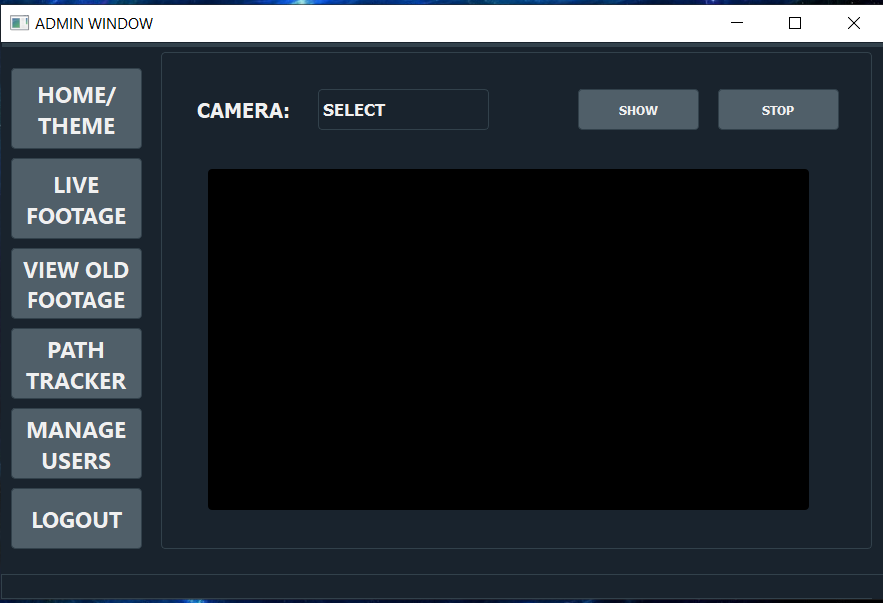 ADMIN WINDOW
HOME/
THEME
LIVE
FOOTAGE
VIEW OLD
FOOTAGE
PATH
TRACKER
MANAGE
USERS
LOGOUT
CAMERA:
SELECT
SHOW
STOP